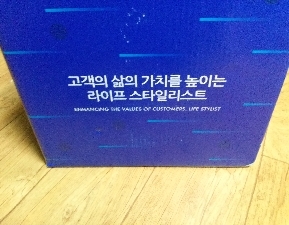 고객의 삶의 가치를 높이는
라이프 스타일리스트
ENHANCING THE VALUES OF CUSTOMERS, LIFE STYLIST